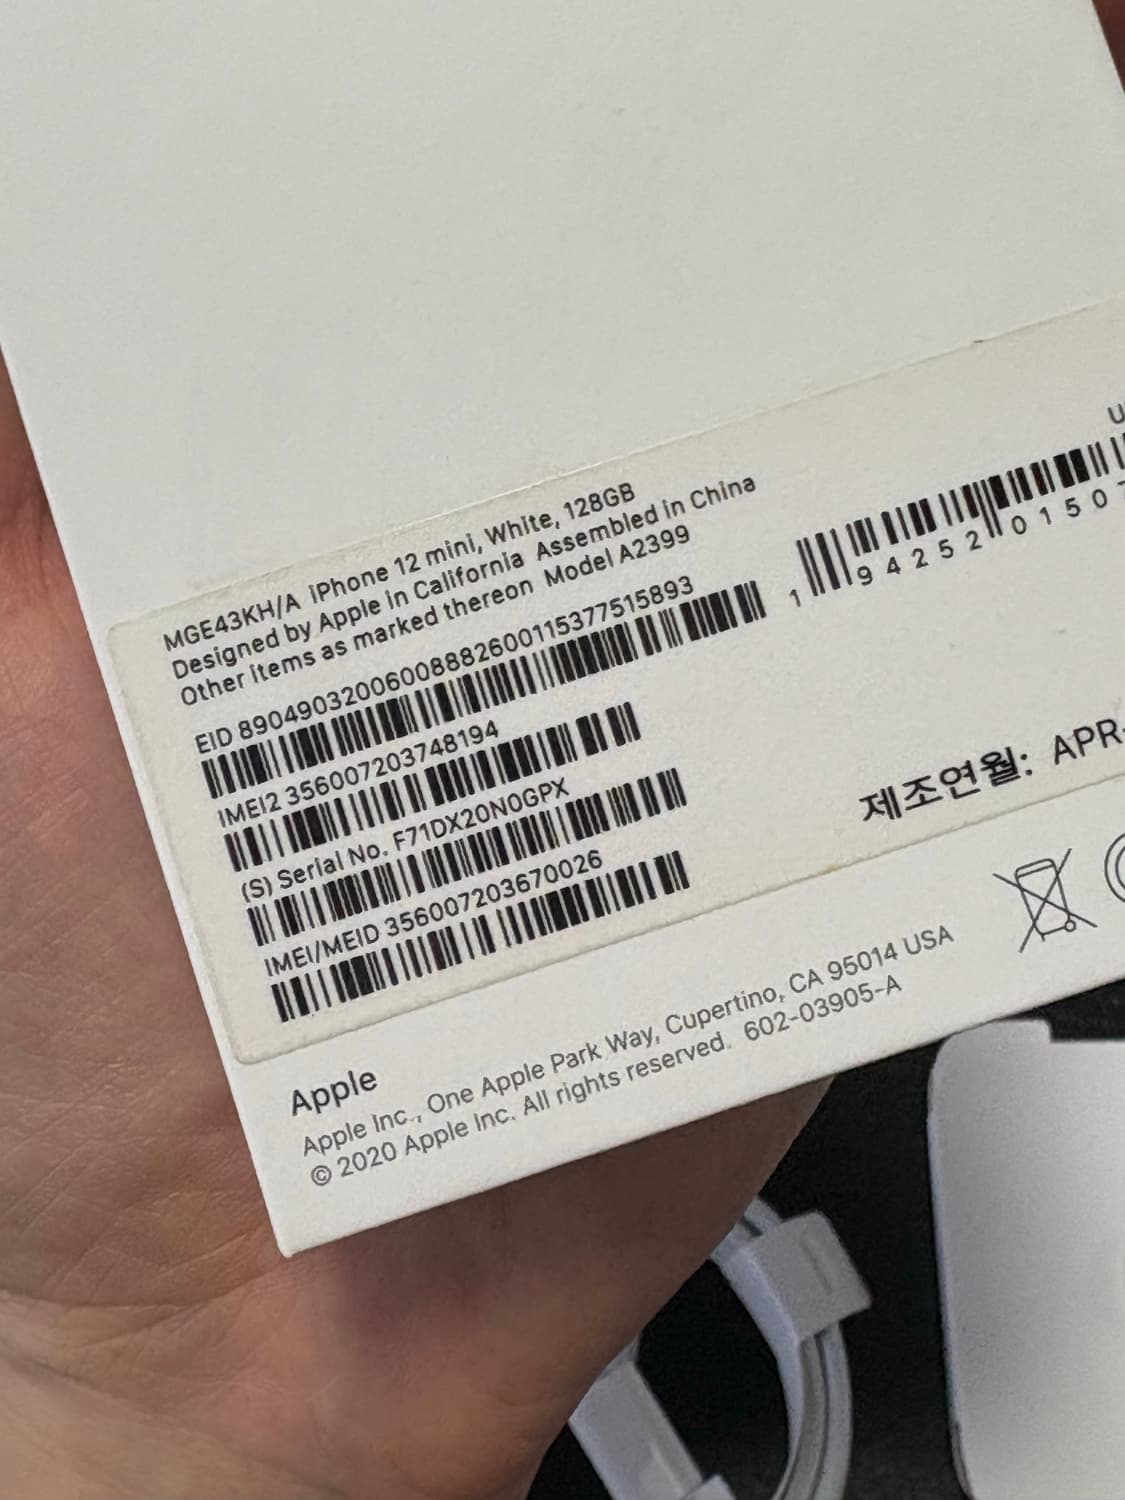 MGE43KH/A iPhone 12 mini, White, 128GB
Designed by Apple in California Assembled in China
Other items as marked thereon Model A2399
EID 89049032006008882600115377515893
IMEI2 356007203748194
(S) Serial No. F71DX20N0GPX
IMEI/MEID 356007203670026
1 94252 0150
제조연월: APR
Apple
Apple Inc., One Apple Park Way, Cupertino, CA 95014 USA
© 2020 Apple Inc. All rights reserved. 602-03905-A